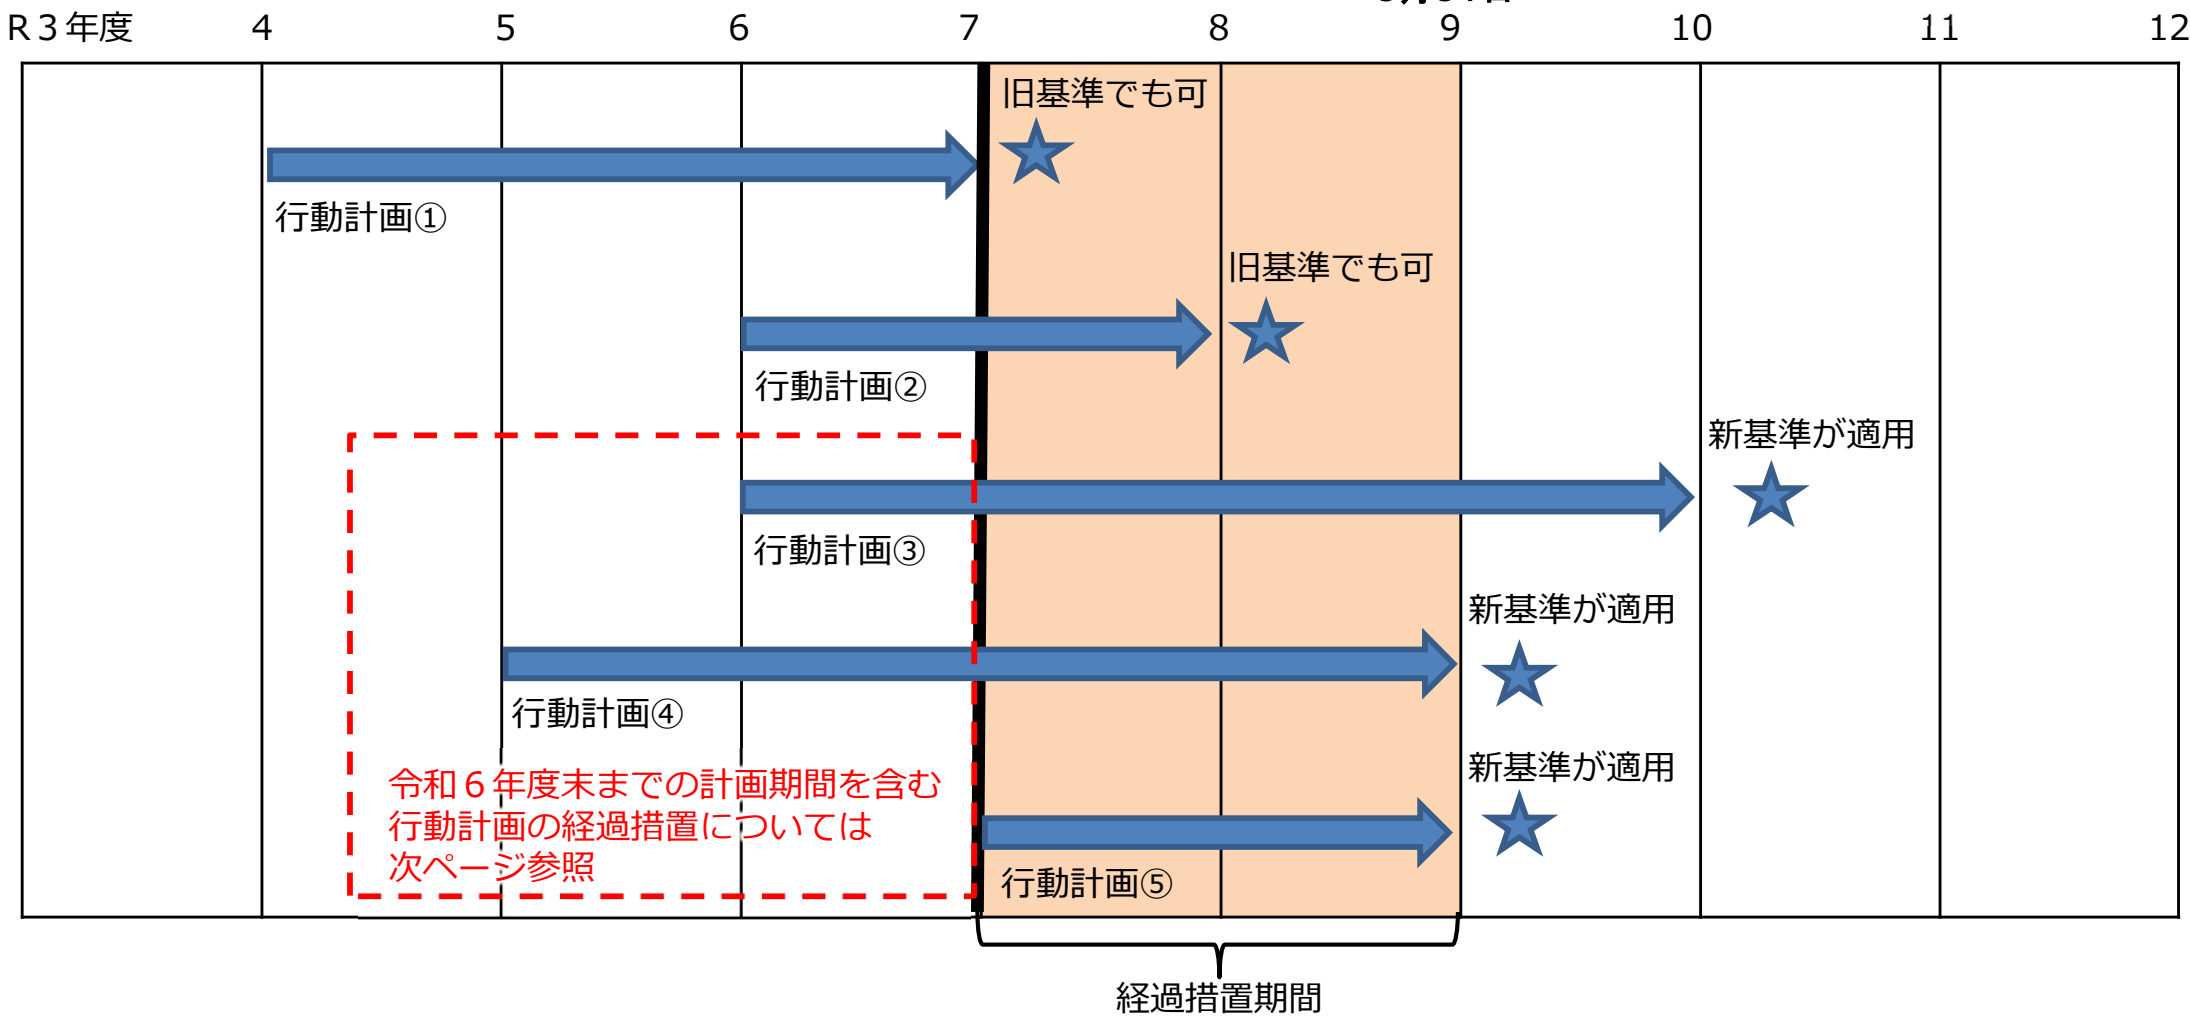 R３年度 4 5 6 7 8 9 10 11 12
旧基準でも可
行動計画①
旧基準でも可
行動計画②
新基準が適用
行動計画③
新基準が適用
行動計画④
新基準が適用
令和６年度末までの計画期間を含む
行動計画の経過措置については
次ページ参照
行動計画⑤
経過措置期間